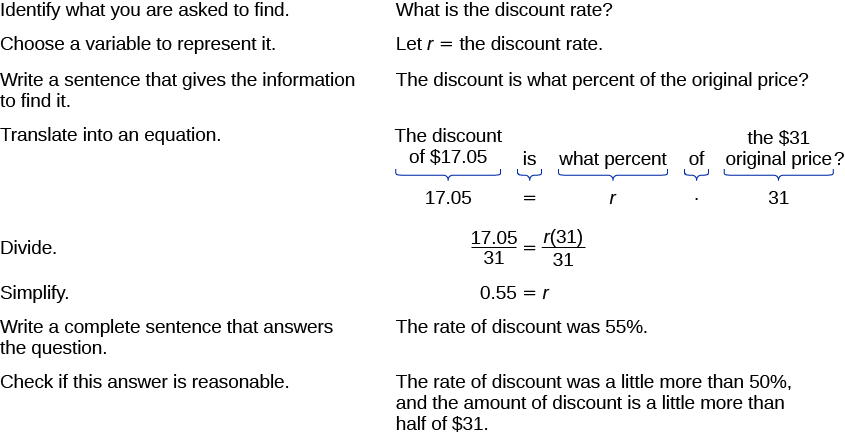 Identify what you are asked to find. What is the discount rate?
Choose a variable to represent it. Let r = the discount rate.
Write a sentence that gives the information The discount is what percent of the original price?
to find it.
Translate into an equation. The discount the $31
of $17.05 is what percent of original price?
17.05 = r · 31
Divide. 17.05/31 = r(31)/31
Simplify. 0.55 = r
Write a complete sentence that answers The rate of discount was 55%.
the question.
Check if this answer is reasonable. The rate of discount was a little more than 50%,
and the amount of discount is a little more than
half of $31.